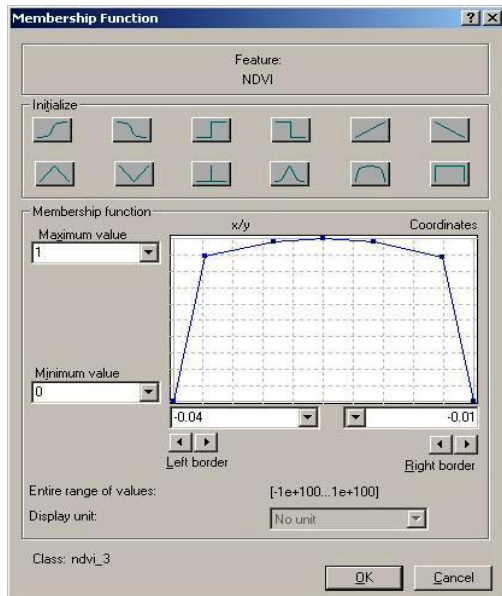 Membership Function
Feature:
NDVI
Initialize
Membership function
x/y
Coordinates
Maximum value
1
Minimum value
0
-0.04
-0.01
Left border
Right border
Entire range of values:
[-1e+100...1e+100]
Display unit:
No unit
Class: ndvi_3
OK
Cancel